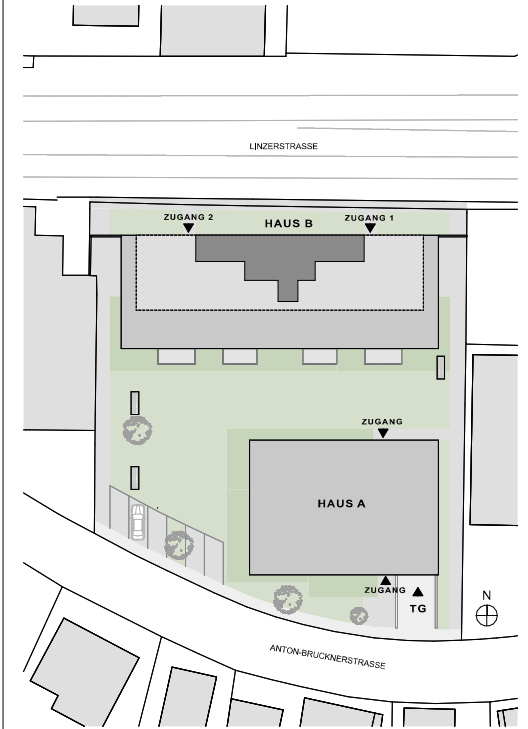 LINZERSTRASSE
ZUGANG 2
HAUS B
ZUGANG 1
ZUGANG
HAUS A
ZUGANG
TG
N
ANTON-BRUCKNERSTRASSE